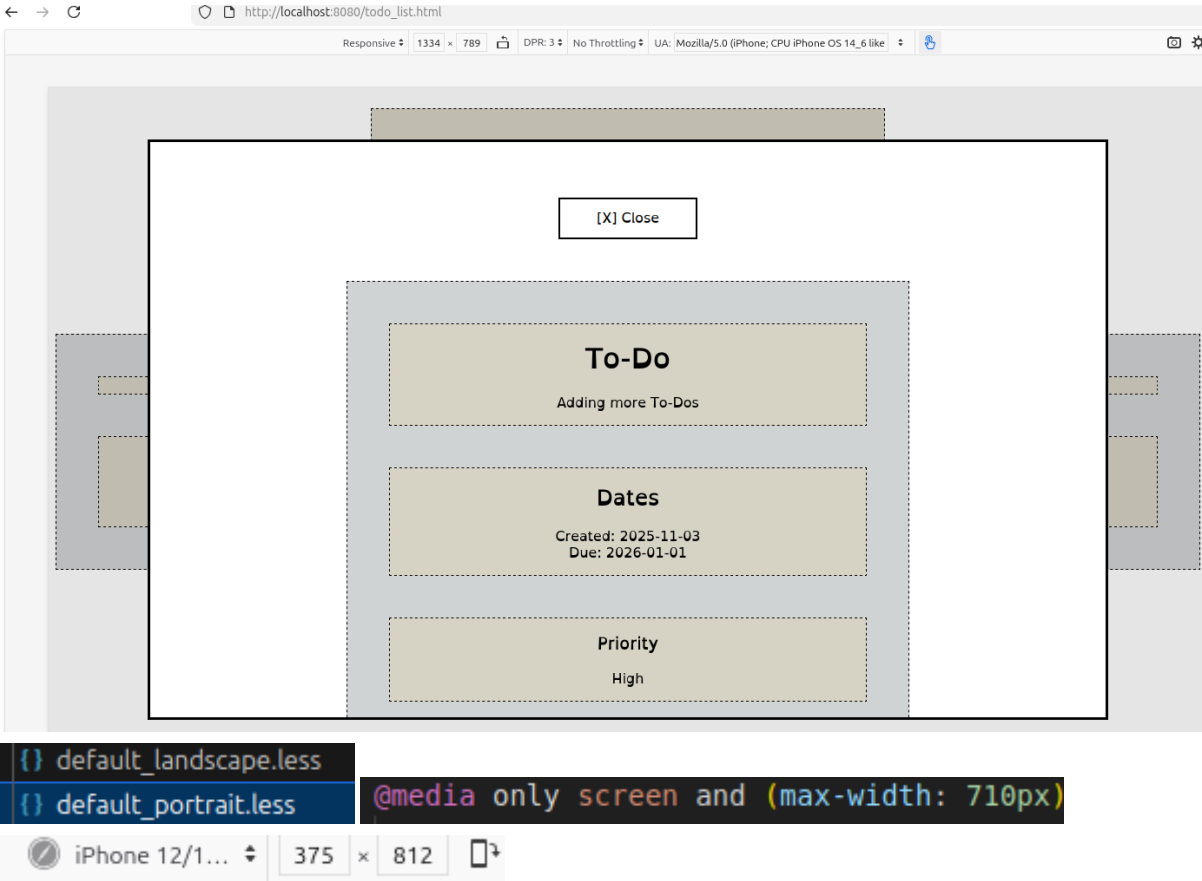 http://localhost:8080/todo_list.html
Responsive 1334 × 789 DPR: 3 No Throttling UA: Mozilla/5.0 (iPhone; CPU iPhone OS 14_6 like
[X] Close
To-Do
Adding more To-Dos
Dates
Created: 2025-11-03
Due: 2026-01-01
Priority
High
{} default_landscape.less
{} default_portrait.less
@media only screen and (max-width: 710px)
iPhone 12/1... 375 × 812